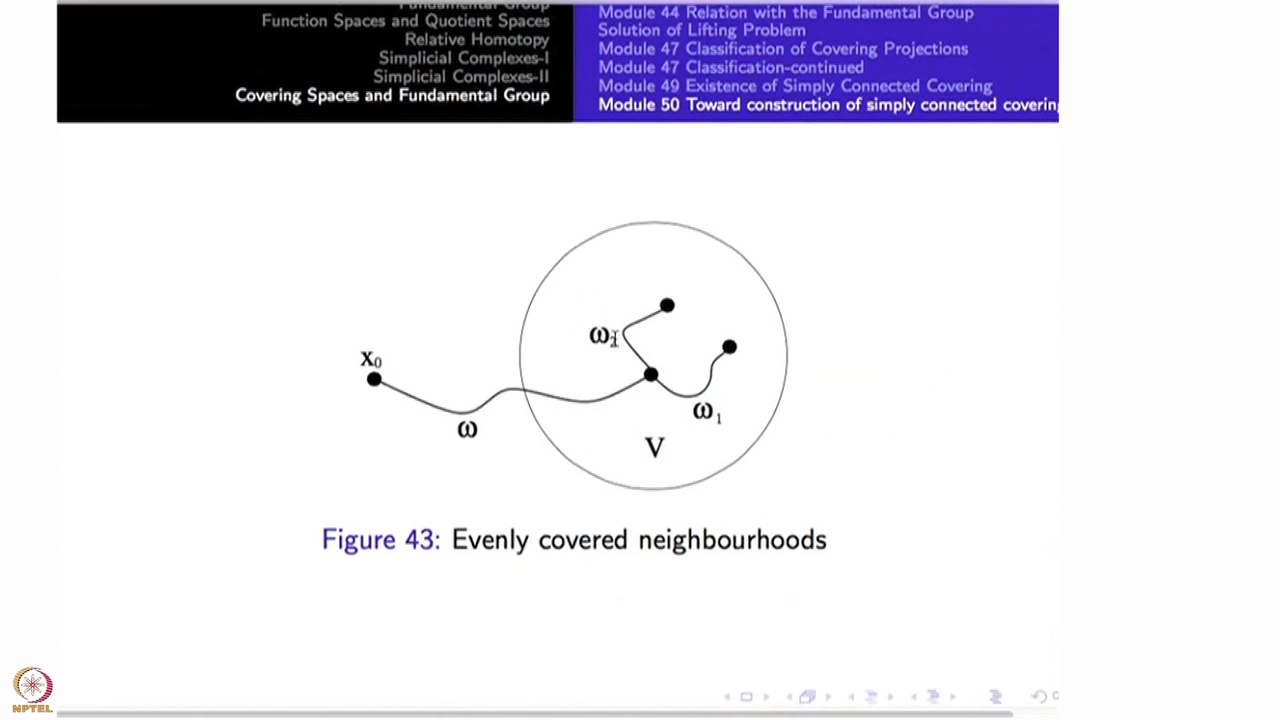 Fundamental Group
Function Spaces and Quotient Spaces
Relative Homotopy
Simplicial Complexes-I
Simplicial Complexes-II
Covering Spaces and Fundamental Group
Module 44 Relation with the Fundamental Group
Solution of Lifting Problem
Module 47 Classification of Covering Projections
Module 47 Classification-continued
Module 49 Existence of Simply Connected Covering
Module 50 Toward construction of simply connected covering
x₀
ω
ω₂
ω₁
V
Figure 43: Evenly covered neighbourhoods
NPTEL